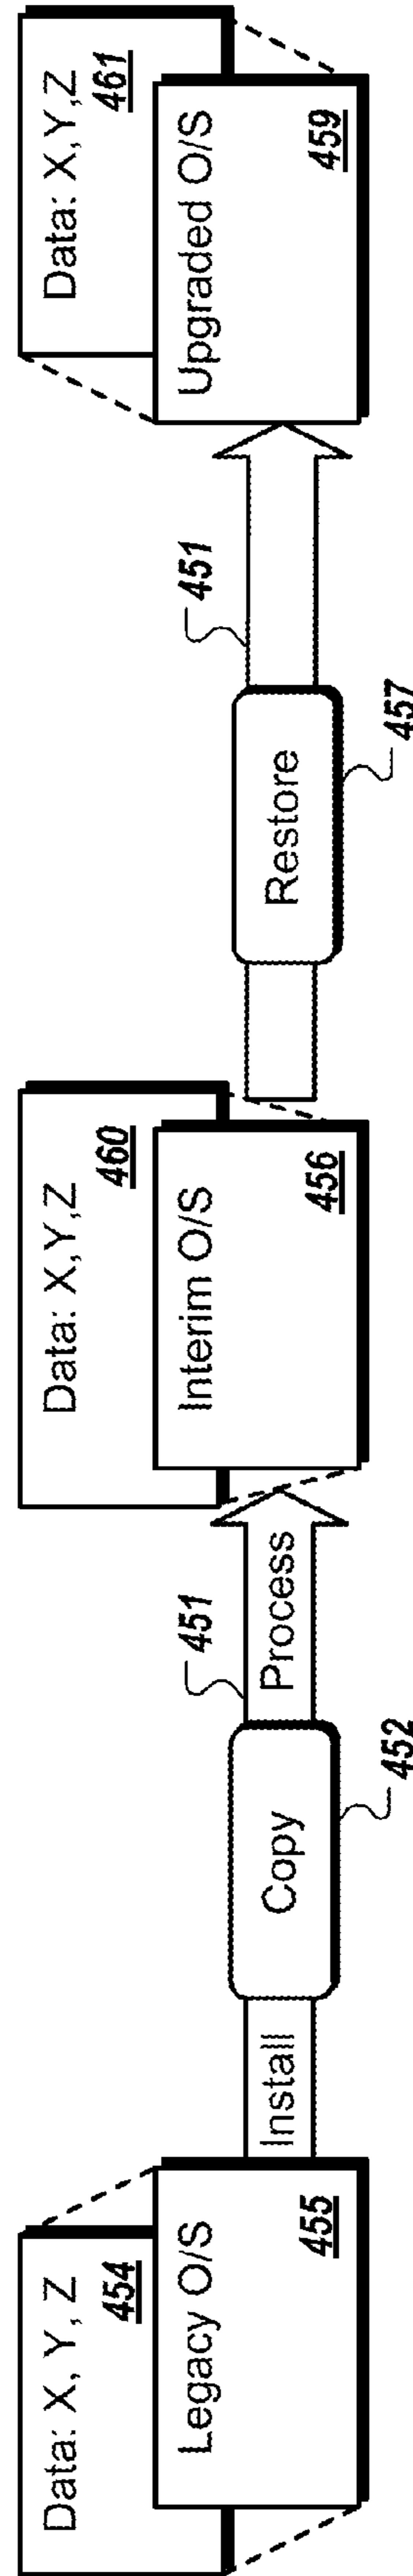 Data: X, Y, Z
454
Legacy O/S
455
Install
Copy
452
Process
451
Data: X,Y,Z
460
Interim O/S
456
Restore
457
451
Data: X,Y,Z
461
Upgraded O/S
459